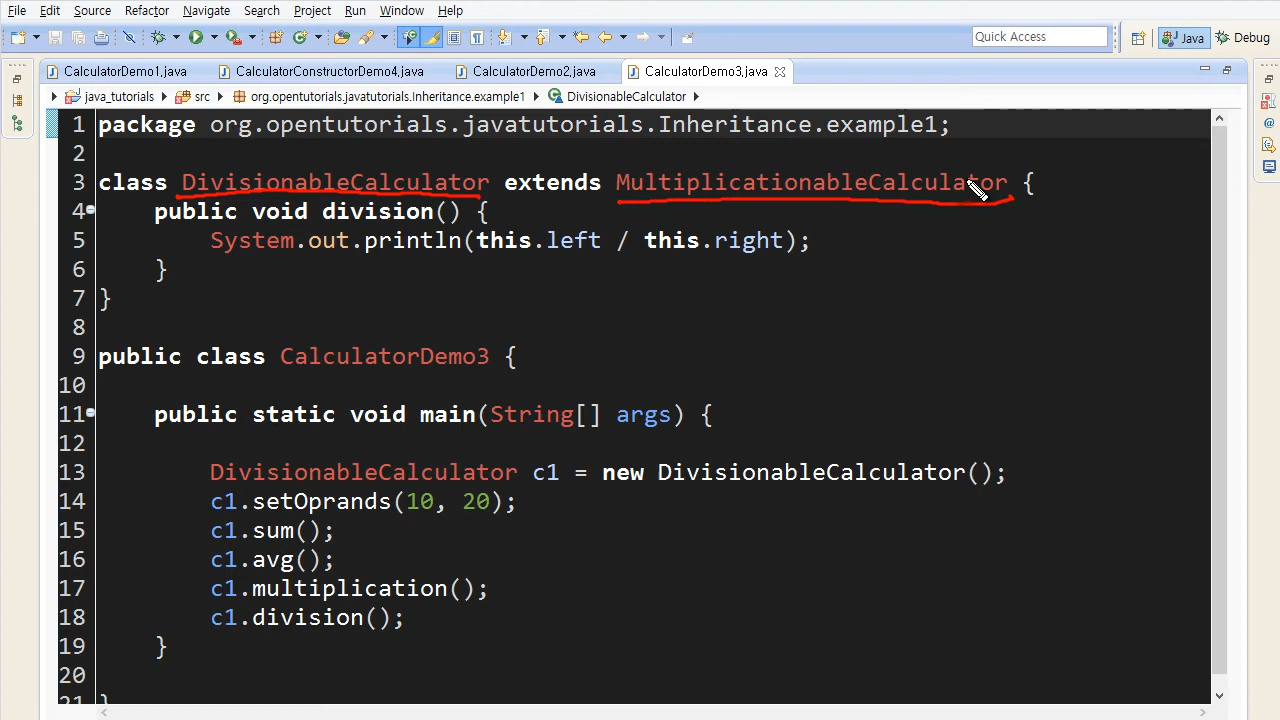 File Edit Source Refactor Navigate Search Project Run Window Help
Quick Access
Java
Debug
CalculatorDemo1.java
CalculatorConstructorDemo4.java
CalculatorDemo2.java
CalculatorDemo3.java
java_tutorials
src
org.opentutorials.javatutorials.Inheritance.example1
DivisionableCalculator
1 package org.opentutorials.javatutorials.Inheritance.example1;
2
3 class DivisionableCalculator extends MultiplicationableCalculator {
4 public void division() {
5 System.out.println(this.left / this.right);
6 }
7 }
8
9 public class CalculatorDemo3 {
10
11 public static void main(String[] args) {
12
13 DivisionableCalculator c1 = new DivisionableCalculator();
14 c1.setOprands(10, 20);
15 c1.sum();
16 c1.avg();
17 c1.multiplication();
18 c1.division();
19 }
20
21 }